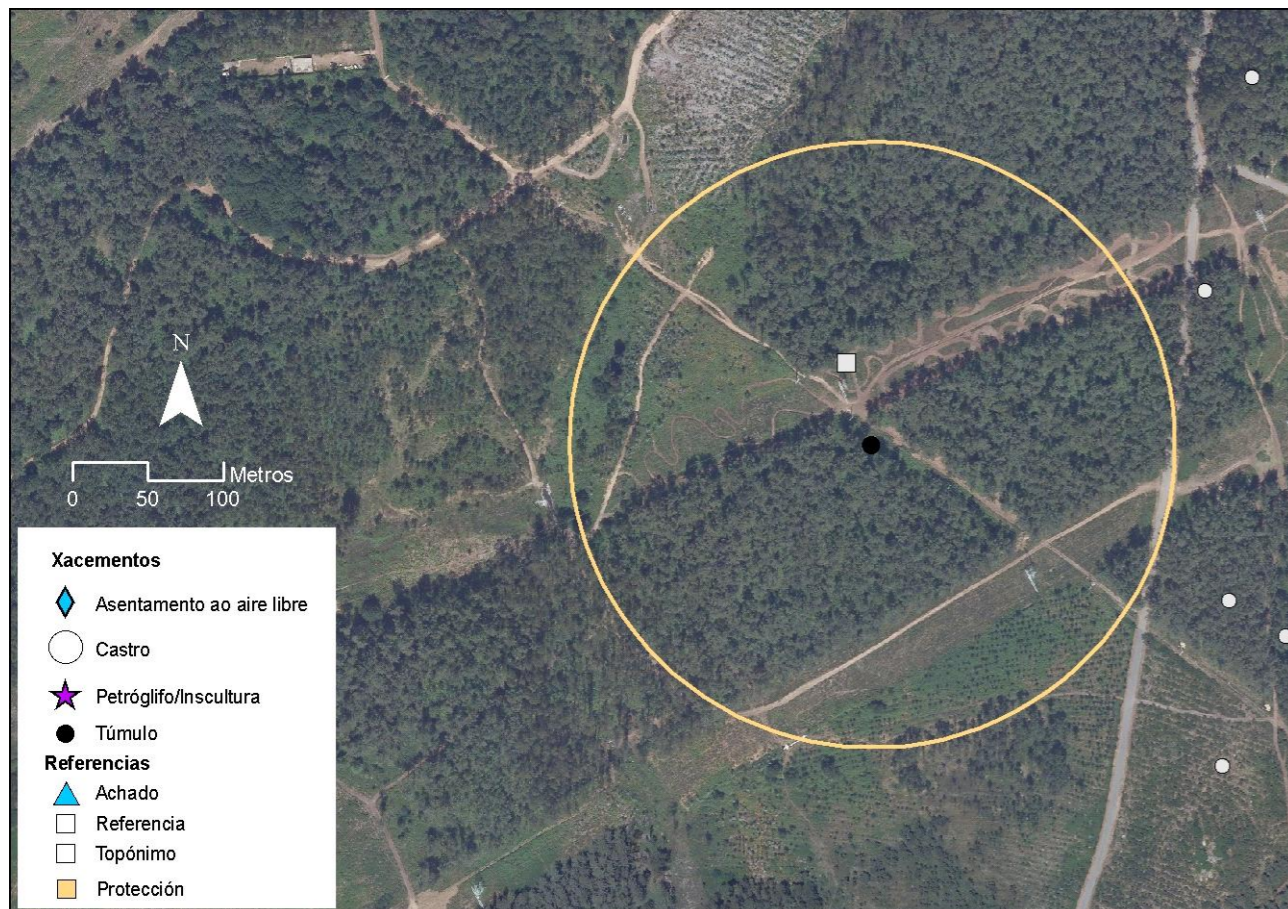 N
Metros
0 50 100
Xacementos
Asentamento ao aire libre
Castro
Petróglifo/Inscultura
Túmulo
Referencias
Achado
Referencia
Topónimo
Protección